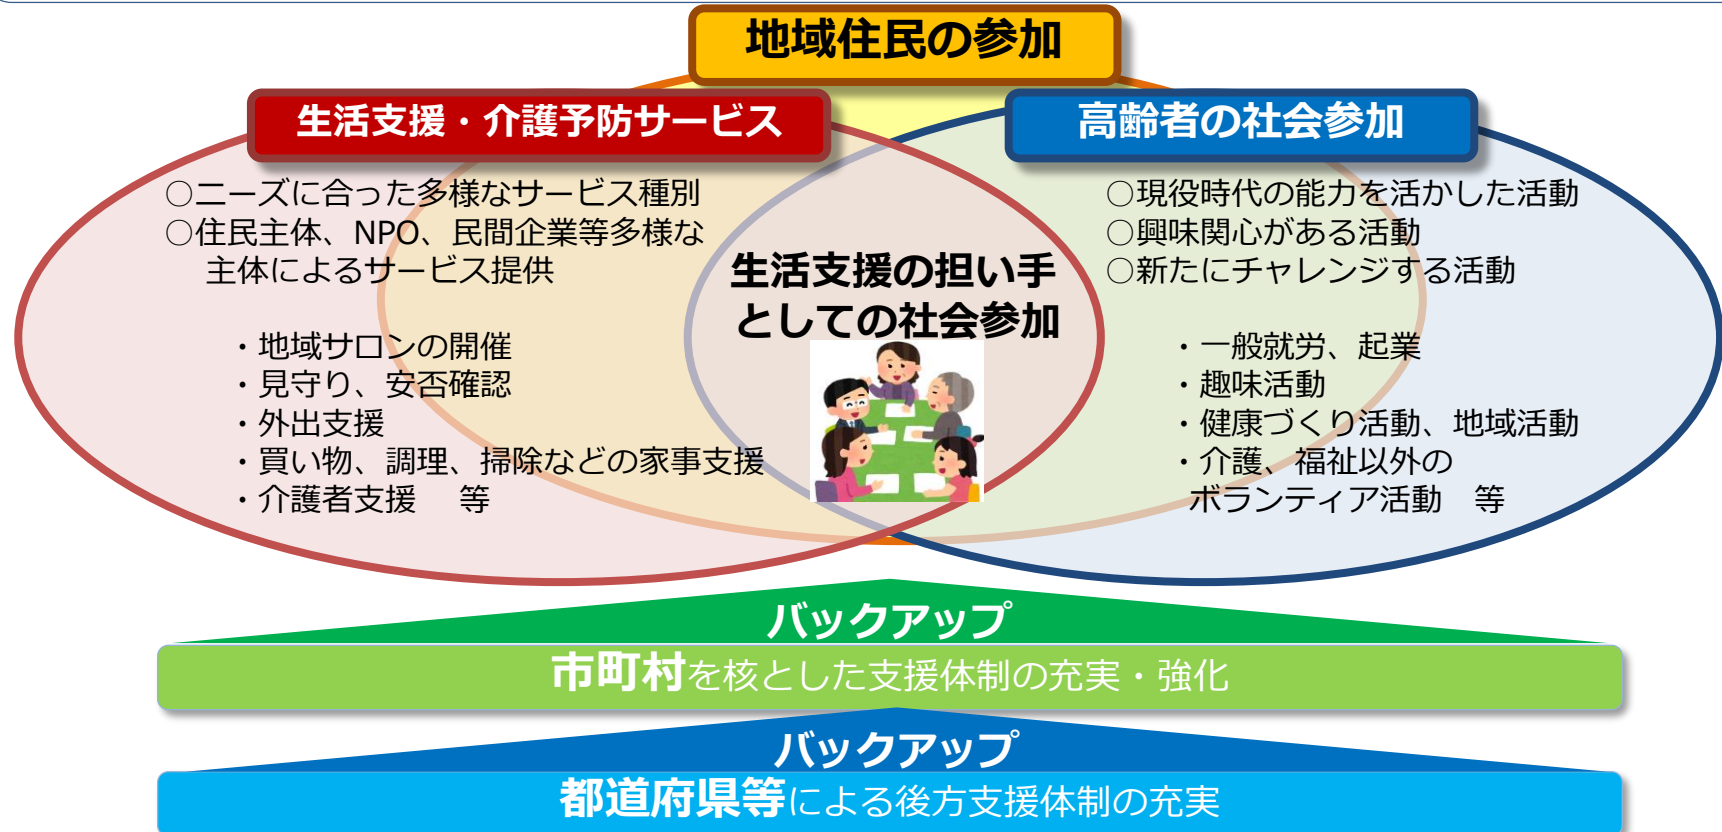 地域住民の参加
生活支援・介護予防サービス
○ニーズに合った多様なサービス種別
○住民主体、NPO、民間企業等多様な
主体によるサービス提供
・地域サロンの開催
・見守り、安否確認
・外出支援
・買い物、調理、掃除などの家事支援
・介護者支援　等
生活支援の担い手
としての社会参加
高齢者の社会参加
○現役時代の能力を活かした活動
○興味関心がある活動
○新たにチャレンジする活動
・一般就労、起業
・趣味活動
・健康づくり活動、地域活動
・介護、福祉以外の
ボランティア活動　等
バックアップ
市町村を核とした支援体制の充実・強化
バックアップ
都道府県等による後方支援体制の充実